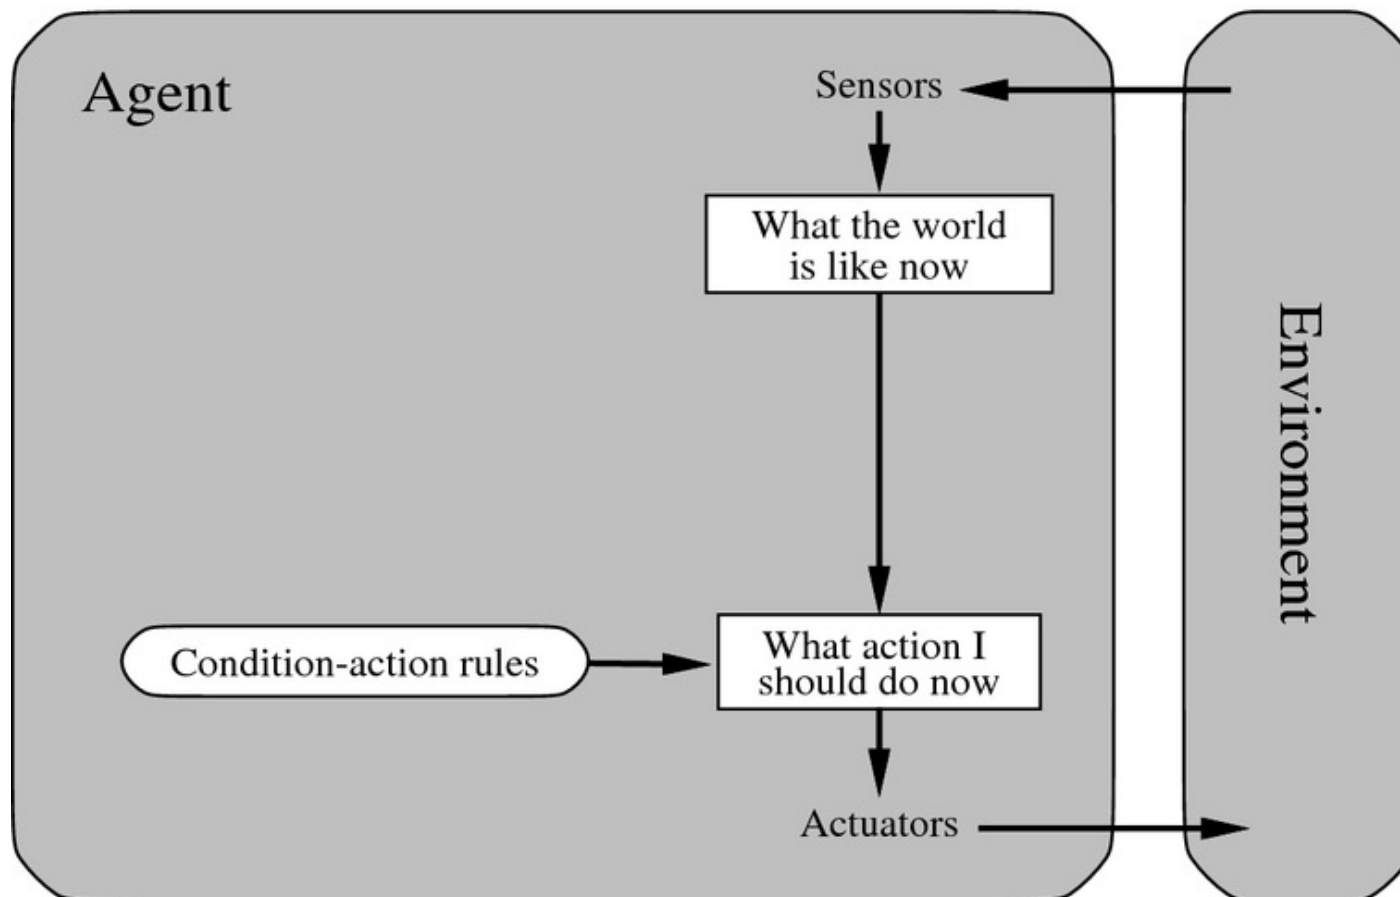 Agent
Sensors
What the world
is like now
Environment
Condition-action rules
What action I
should do now
Actuators